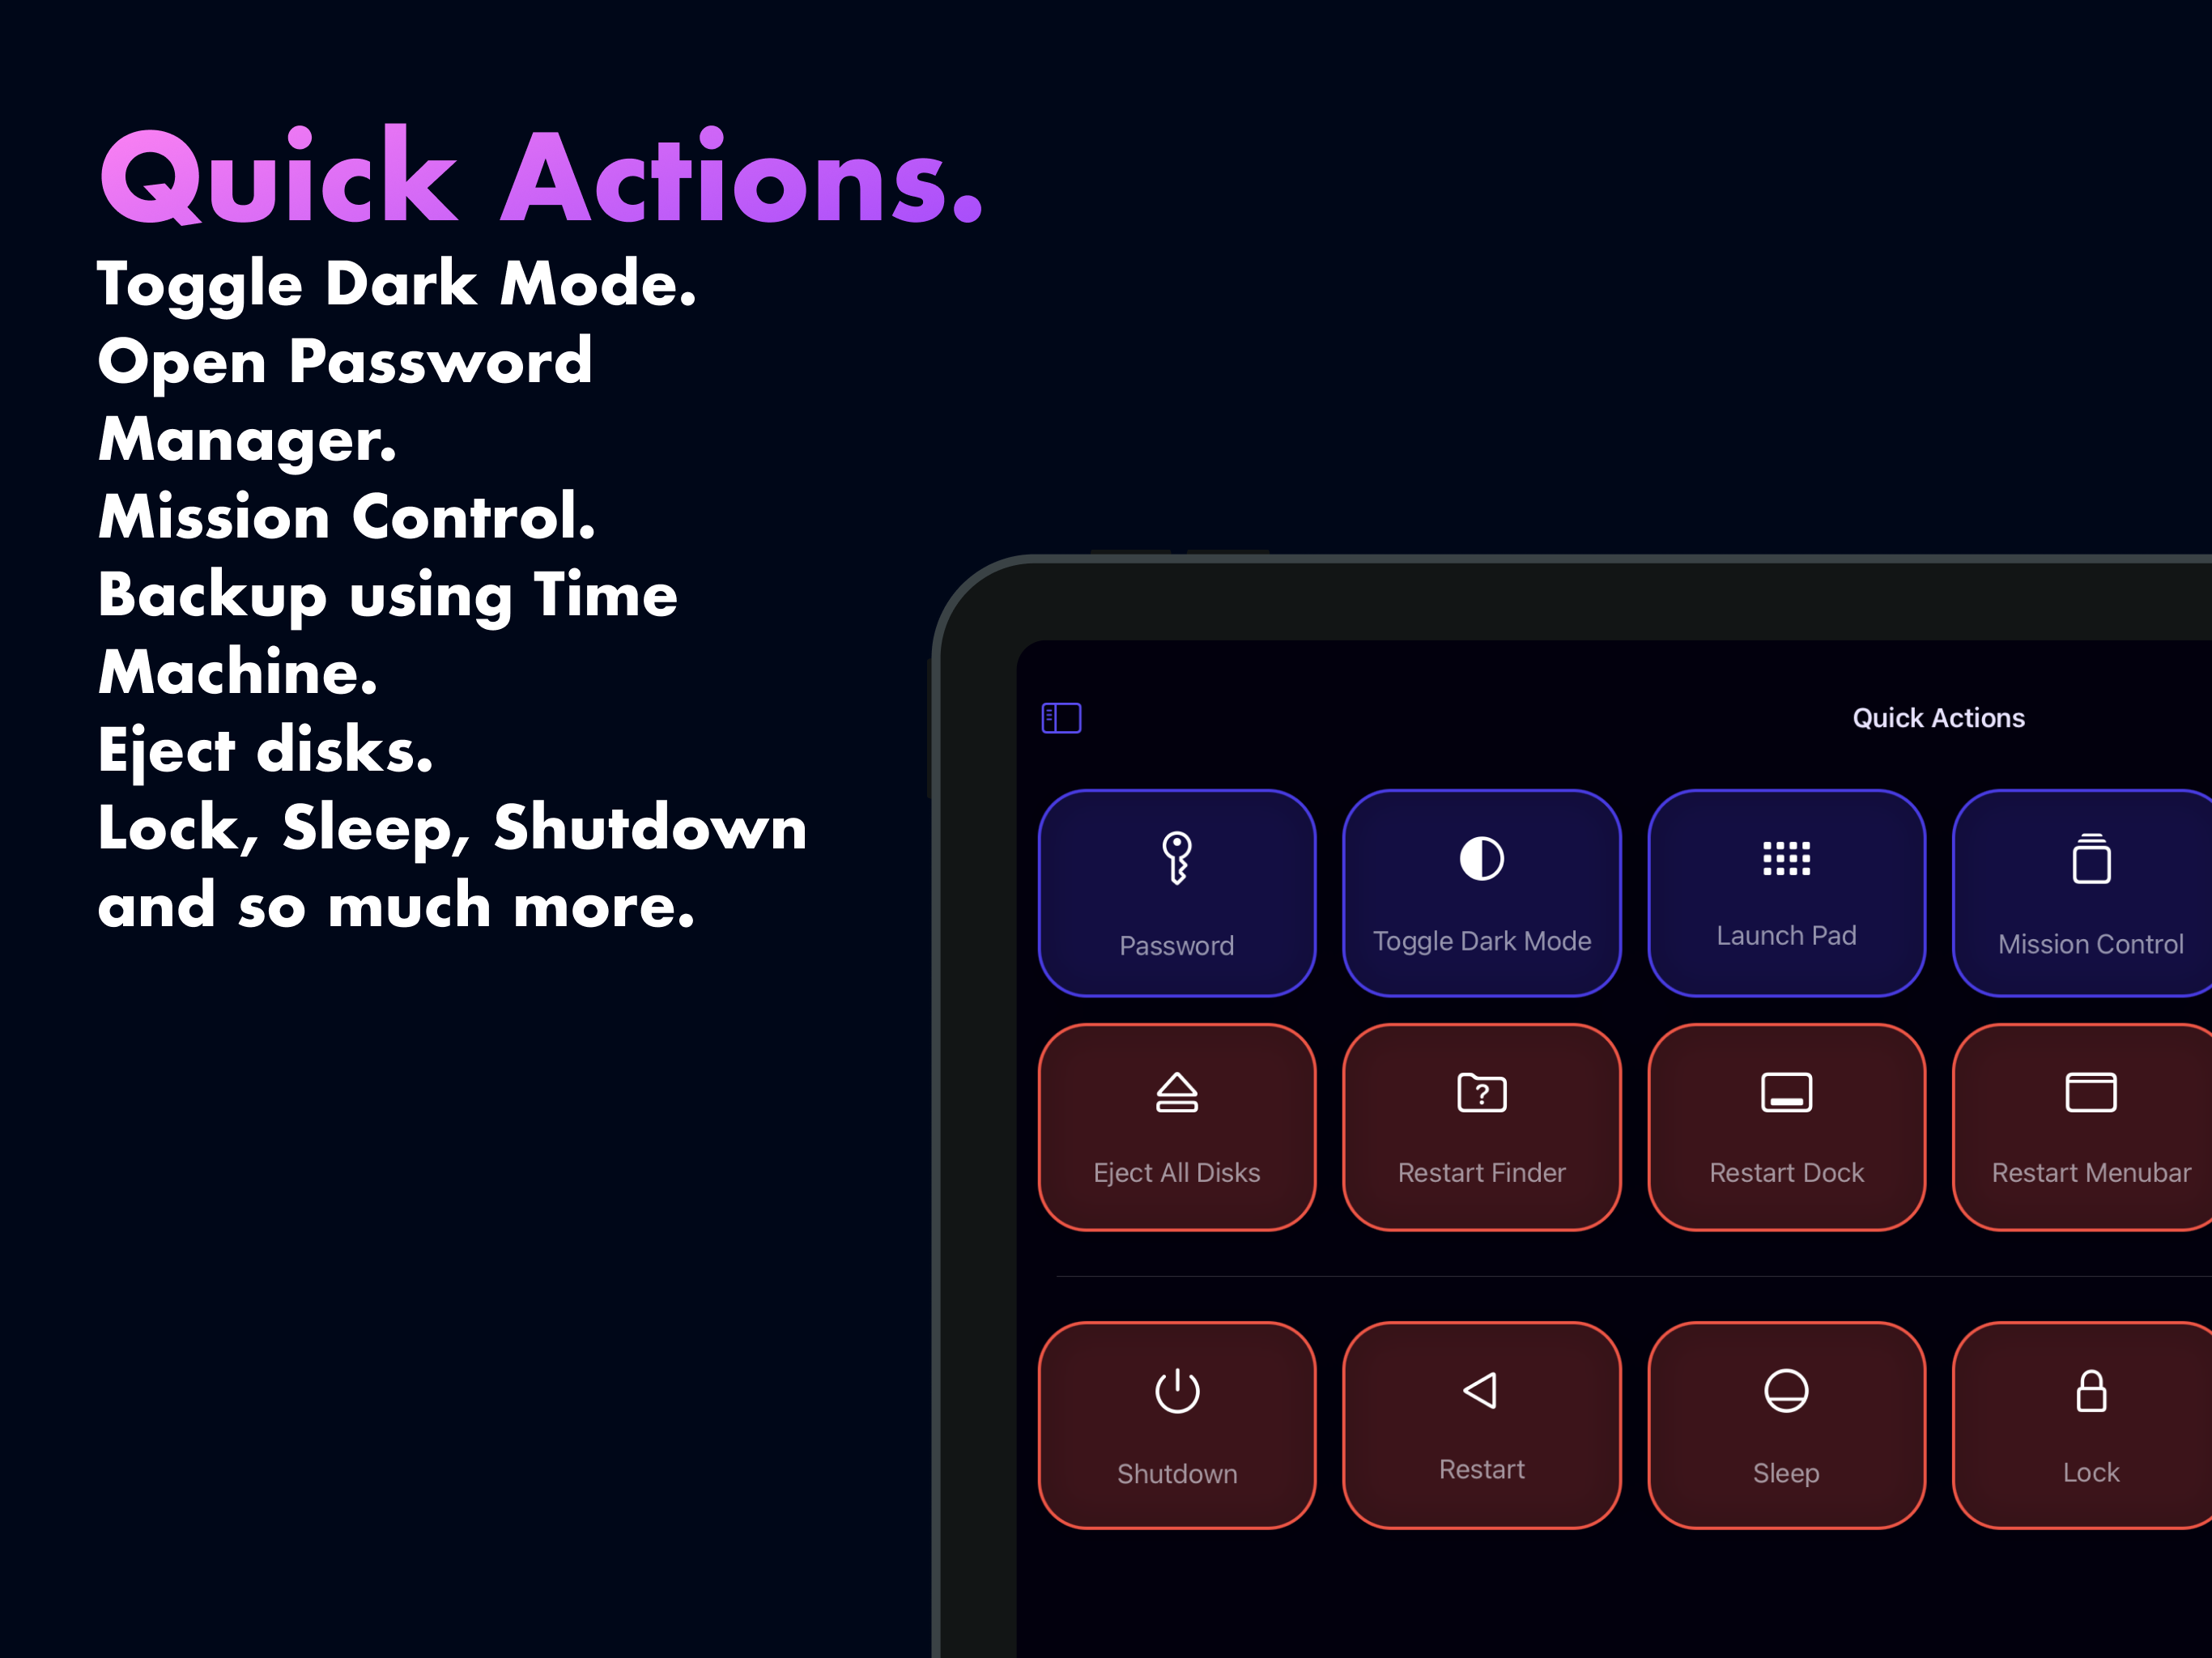 Quick Actions.
Toggle Dark Mode.
Open Password
Manager.
Mission Control.
Backup using Time
Machine.
Eject disks.
Lock, Sleep, Shutdown
and so much more.
Quick Actions
Password
Toggle Dark Mode
Launch Pad
Mission Control
Eject All Disks
Restart Finder
Restart Dock
Restart Menubar
Shutdown
Restart
Sleep
Lock